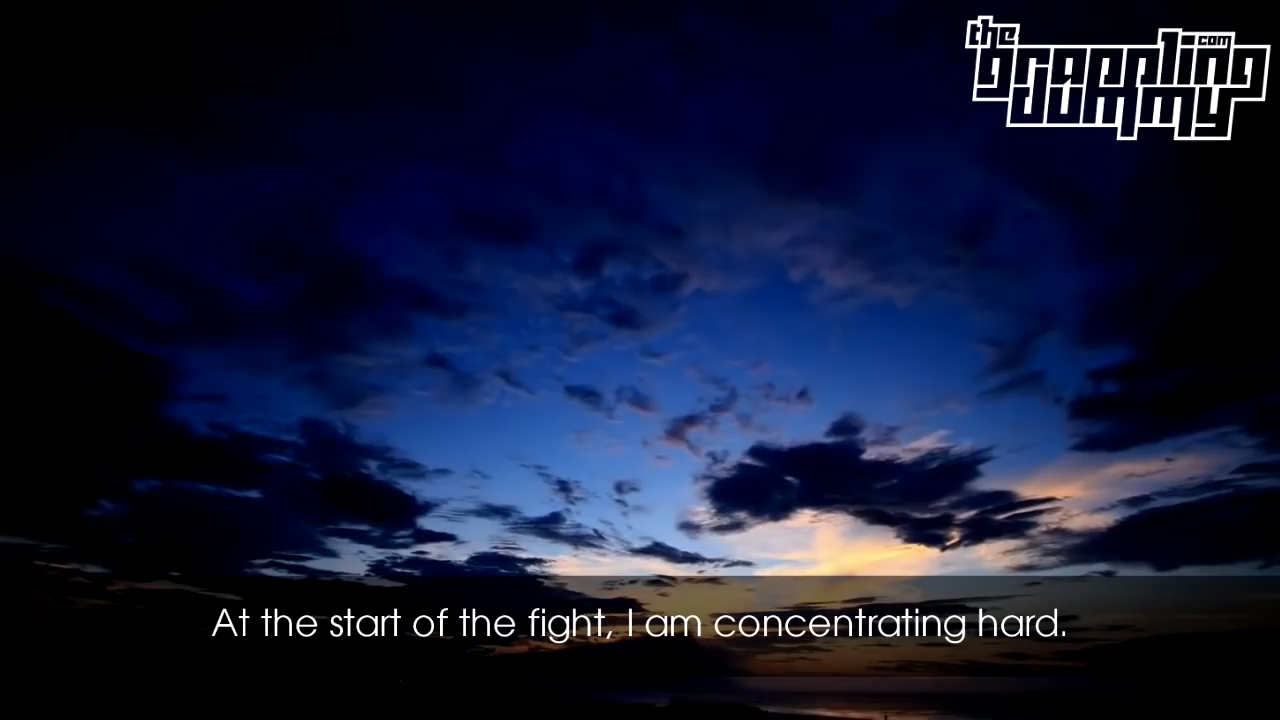 the
.com
grappling
dummy
At the start of the fight, I am concentrating hard.